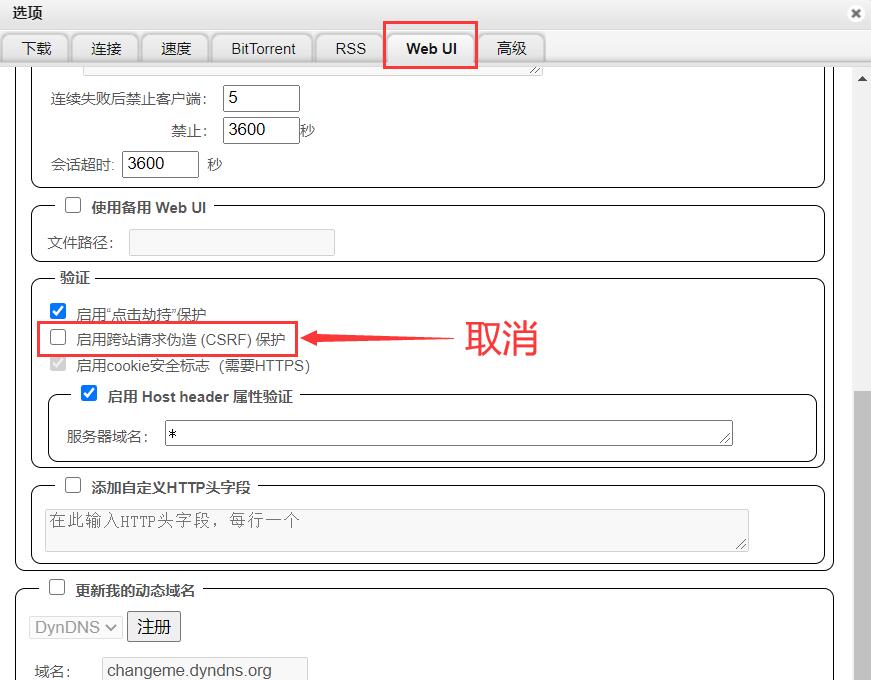 选项
下载 连接 速度 BitTorrent RSS Web UI 高级
连续失败后禁止客户端： 5
禁止： 3600 秒
会话超时: 3600 秒
使用备用 Web UI
文件路径：
验证
启用“点击劫持”保护
启用跨站请求伪造 (CSRF) 保护
取消
启用cookie安全标志（需要HTTPS）
启用 Host header 属性验证
服务器域名： *
添加自定义HTTP头字段
在此输入HTTP头字段，每行一个
更新我的动态域名
DynDNS 注册
域名： changeme.dyndns.org